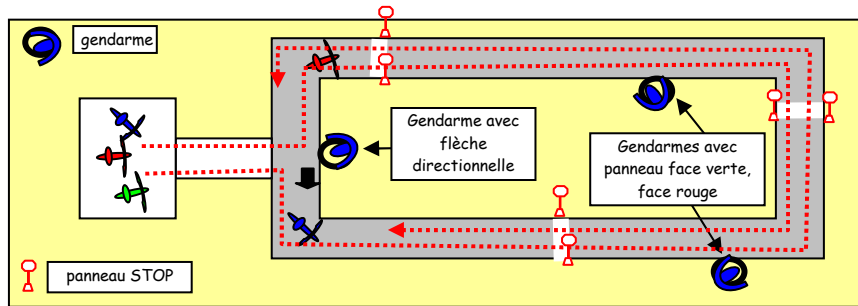 gendarme
Gendarme avec
flèche
directionnelle
Gendarmes avec
panneau face verte,
face rouge
panneau STOP